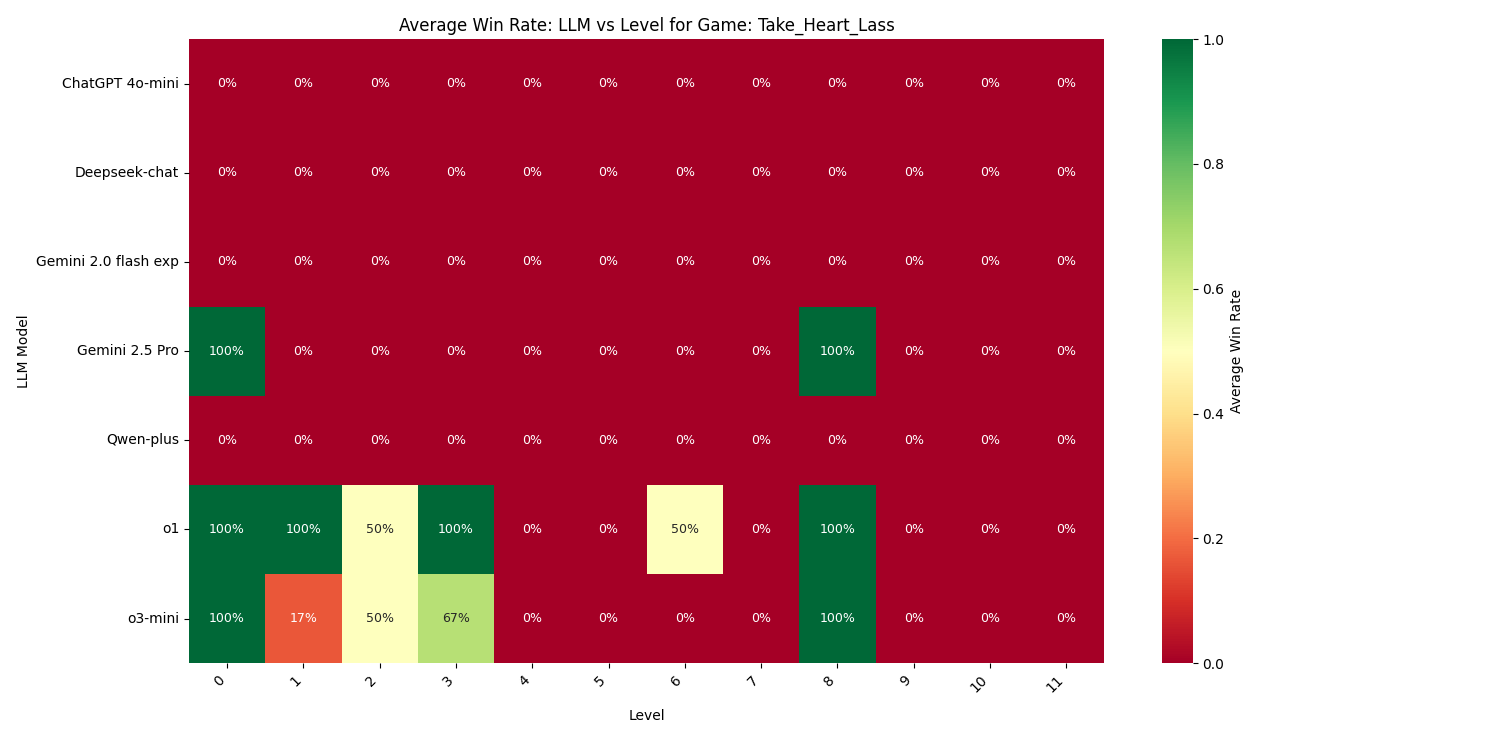 Average Win Rate: LLM vs Level for Game: Take_Heart_Lass
LLM Model
ChatGPT 4o-mini 0% 0% 0% 0% 0% 0% 0% 0% 0% 0% 0% 0%
Deepseek-chat 0% 0% 0% 0% 0% 0% 0% 0% 0% 0% 0% 0%
Gemini 2.0 flash exp 0% 0% 0% 0% 0% 0% 0% 0% 0% 0% 0% 0%
Gemini 2.5 Pro 100% 0% 0% 0% 0% 0% 0% 0% 100% 0% 0% 0%
Qwen-plus 0% 0% 0% 0% 0% 0% 0% 0% 0% 0% 0% 0%
o1 100% 100% 50% 100% 0% 0% 50% 0% 100% 0% 0% 0%
o3-mini 100% 17% 50% 67% 0% 0% 0% 0% 100% 0% 0% 0%
0 1 2 3 4 5 6 7 8 9 10 11
Level
1.0
0.8
0.6
0.4
0.2
0.0
Average Win Rate